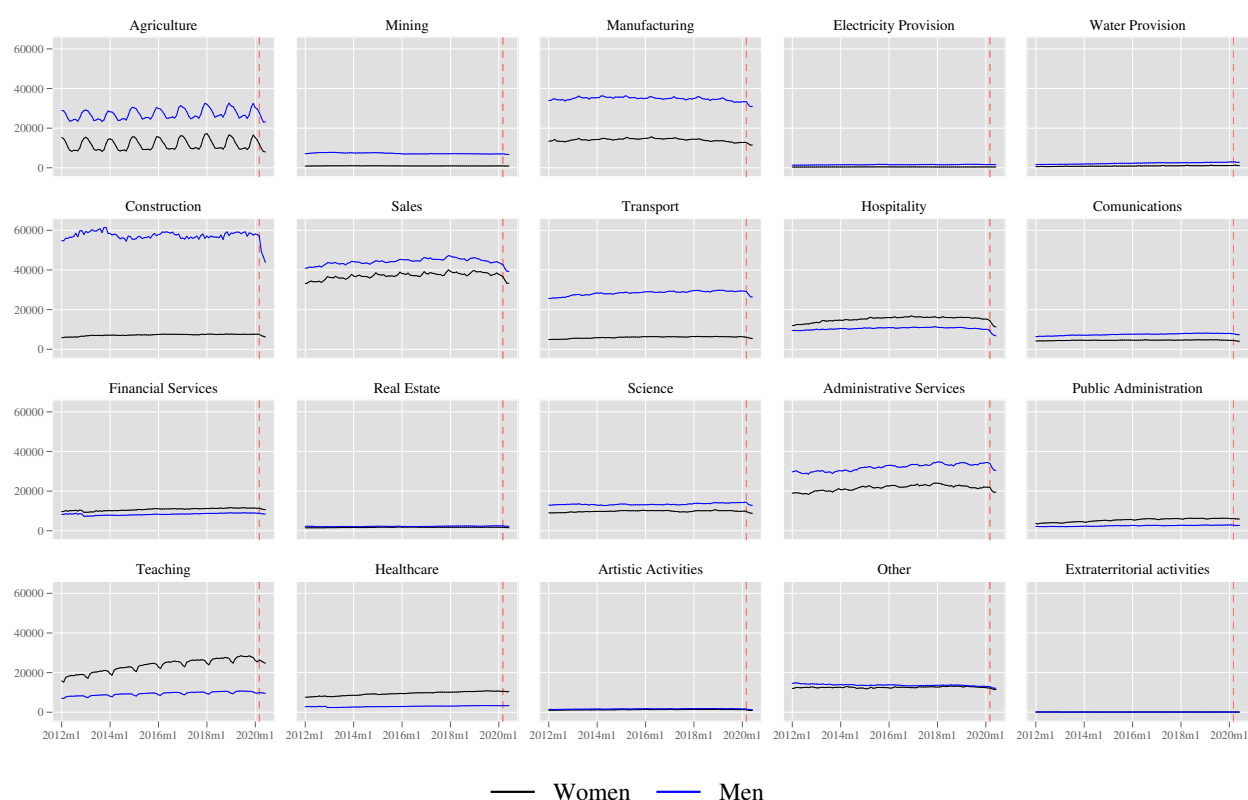 Agriculture Mining Manufacturing Electricity Provision Water Provision
60000
40000
20000
0
Construction Sales Transport Hospitality Comunications
60000
40000
20000
0
Financial Services Real Estate Science Administrative Services Public Administration
60000
40000
20000
0
Teaching Healthcare Artistic Activities Other Extraterritorial activities
60000
40000
20000
0
2012m1 2014m1 2016m1 2018m1 2020m1 2012m1 2014m1 2016m1 2018m1 2020m1 2012m1 2014m1 2016m1 2018m1 2020m1 2012m1 2014m1 2016m1 2018m1 2020m1 2012m1 2014m1 2016m1 2018m1 2020m1
Women Men